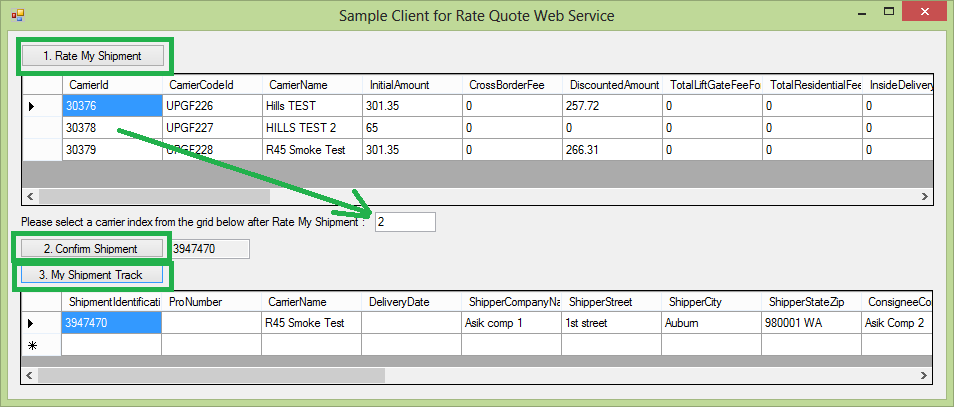 Sample Client for Rate Quote Web Service
1. Rate My Shipment
CarrierId CarrierCodeId CarrierName InitialAmount CrossBorderFee DiscountedAmount TotalLiftGateFeeFo TotalResidentialFee InsideDelivery
30376 UPGF226 Hills TEST 301.35 0 257.72 0 0 0
30378 UPGF227 HILLS TEST 2 65 0 0 0 0 0
30379 UPGF228 R45 Smoke Test 301.35 0 266.31 0 0 0
Please select a carrier index from the grid below after Rate My Shipment : 2
2. Confirm Shipment 3947470
3. My Shipment Track
ShipmentIdentificati ProNumber CarrierName DeliveryDate ShipperCompanyNa ShipperStreet ShipperCity ShipperStateZip ConsigneeCo
3947470 R45 Smoke Test Asik comp 1 1st street Auburn 980001 WA Asik Comp 2